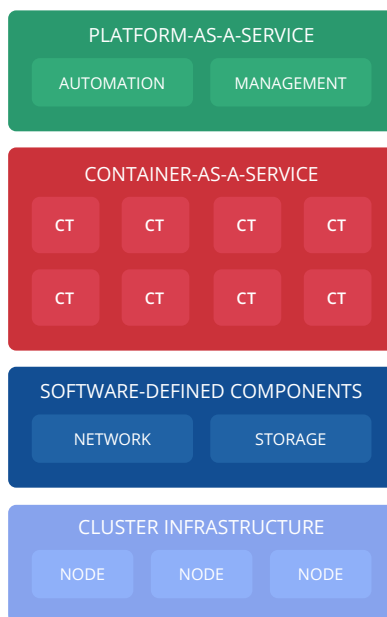 PLATFORM-AS-A-SERVICE
AUTOMATION MANAGEMENT
CONTAINER-AS-A-SERVICE
CT CT CT CT
CT CT CT CT
SOFTWARE-DEFINED COMPONENTS
NETWORK STORAGE
CLUSTER INFRASTRUCTURE
NODE NODE NODE